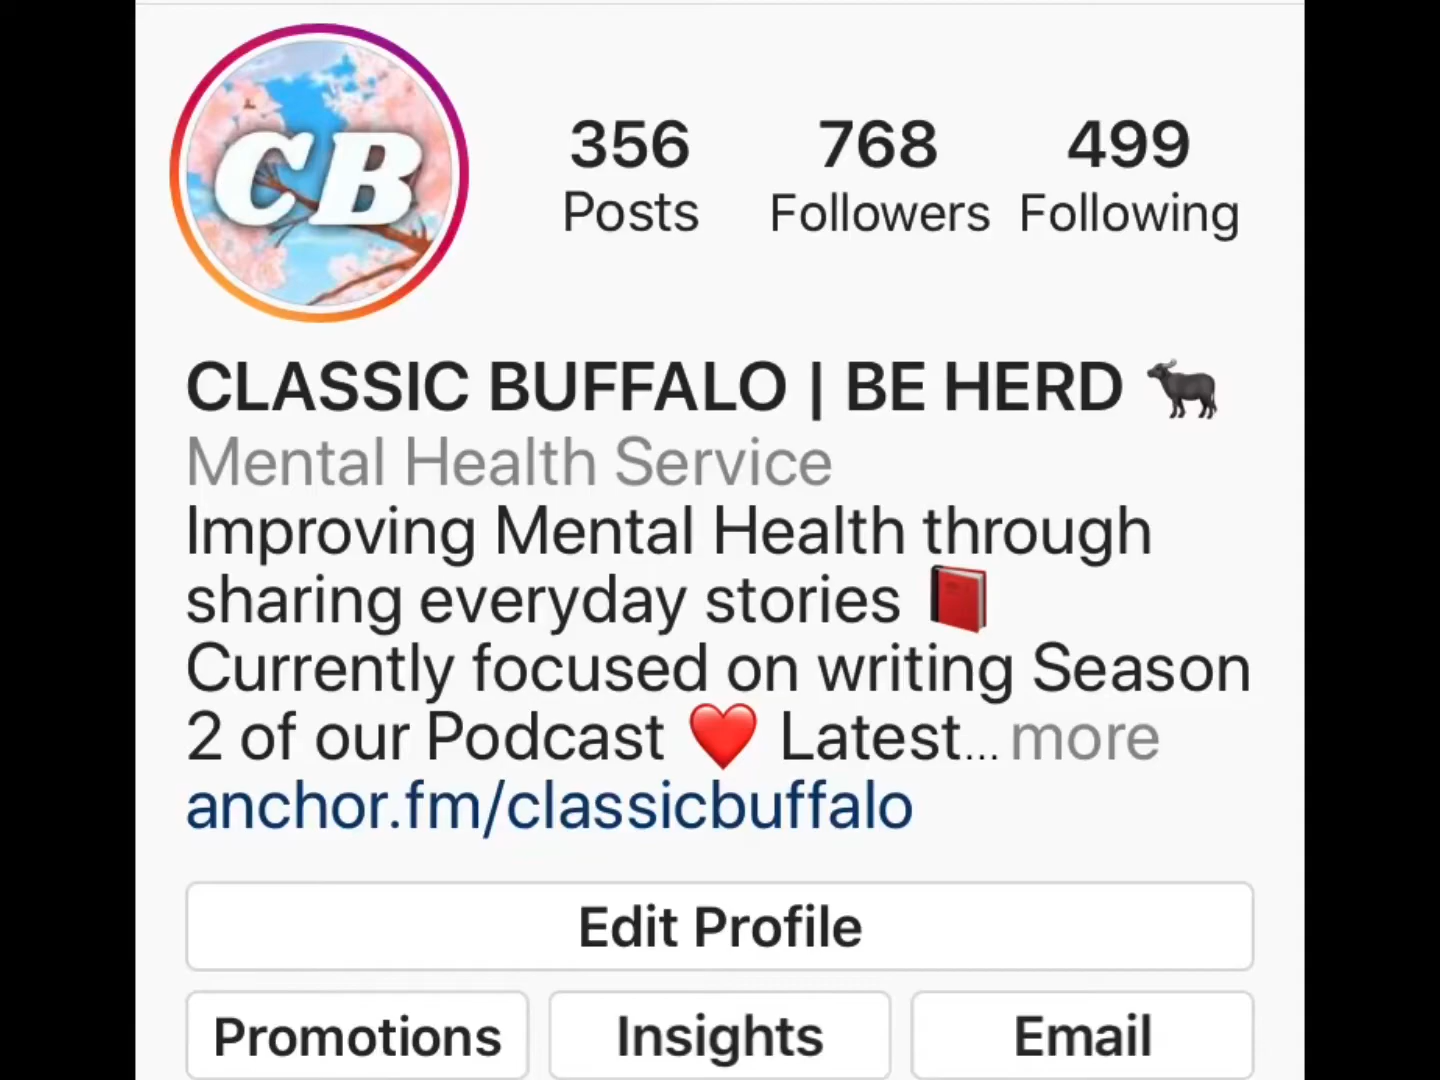 CB
356 768 499
Posts Followers Following
CLASSIC BUFFALO | BE HERD 🐃
Mental Health Service
Improving Mental Health through
sharing everyday stories 📕
Currently focused on writing Season
2 of our Podcast ❤️ Latest... more
anchor.fm/classicbuffalo
Edit Profile
Promotions Insights Email